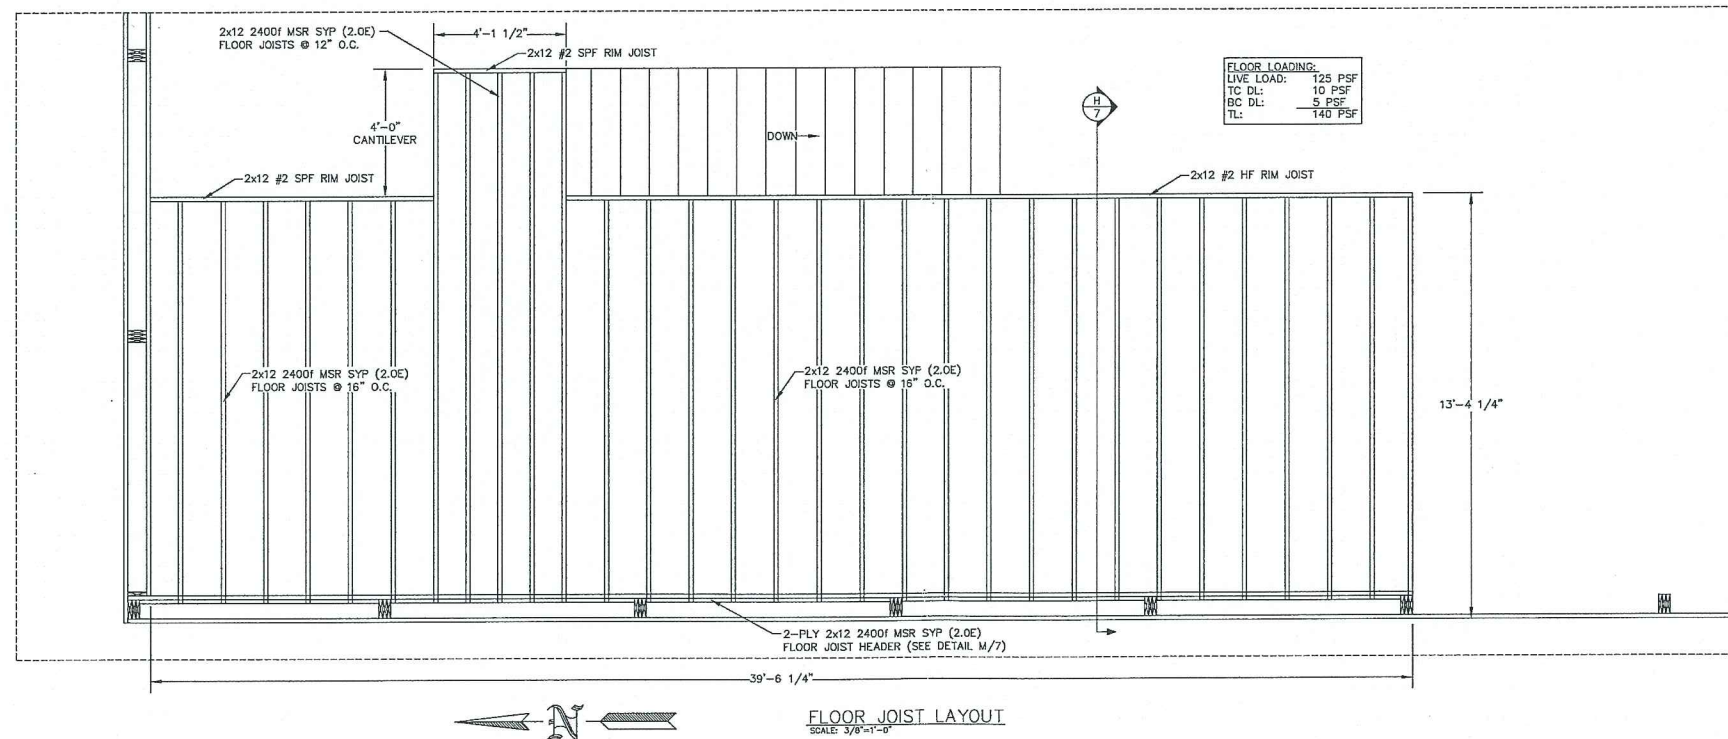 2x12 2400f MSR SYP (2.0E)
FLOOR JOISTS @ 12" O.C.
4'-1 1/2"
2x12 #2 SPF RIM JOIST
FLOOR LOADING:
LIVE LOAD: 125 PSF
TC DL: 10 PSF
BC DL: 5 PSF
TL: 140 PSF
H
7
4'-0"
CANTILEVER
DOWN
2x12 #2 SPF RIM JOIST
2x12 #2 HF RIM JOIST
2x12 2400f MSR SYP (2.0E)
FLOOR JOISTS @ 16" O.C.
2x12 2400f MSR SYP (2.0E)
FLOOR JOISTS @ 16" O.C.
13'-4 1/4"
2-PLY 2x12 2400f MSR SYP (2.0E)
FLOOR JOIST HEADER (SEE DETAIL M/7)
39'-6 1/4"
N
FLOOR JOIST LAYOUT
SCALE: 3/8"=1'-0"